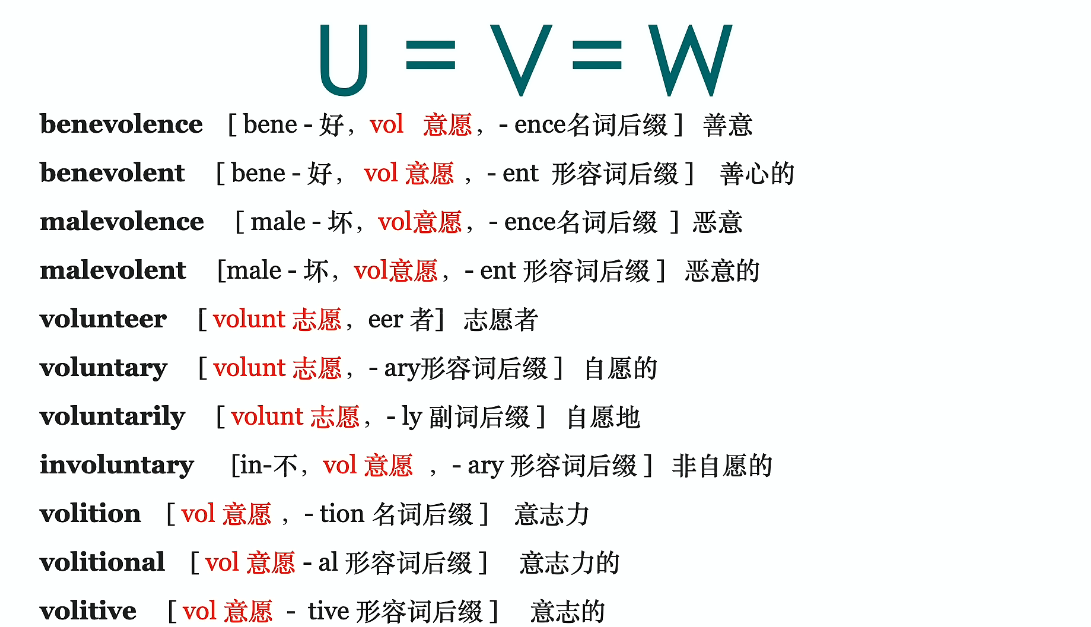 U = V = W
benevolence [ bene - 好, vol 意愿, - ence名词后缀 ] 善意
benevolent [ bene - 好, vol 意愿 , - ent 形容词后缀 ] 善心的
malevolence [ male - 坏, vol意愿, - ence名词后缀 ] 恶意
malevolent [male - 坏, vol意愿, - ent 形容词后缀 ] 恶意的
volunteer [ volunt 志愿, eer 者] 志愿者
voluntary [ volunt 志愿, - ary形容词后缀 ] 自愿的
voluntarily [ volunt 志愿, - ly 副词后缀 ] 自愿地
involuntary [in-不, vol 意愿 , - ary 形容词后缀 ] 非自愿的
volition [ vol 意愿 , - tion 名词后缀 ] 意志力
volitional [ vol 意愿 - al 形容词后缀 ] 意志力的
volitive [ vol 意愿 - tive 形容词后缀 ] 意志的